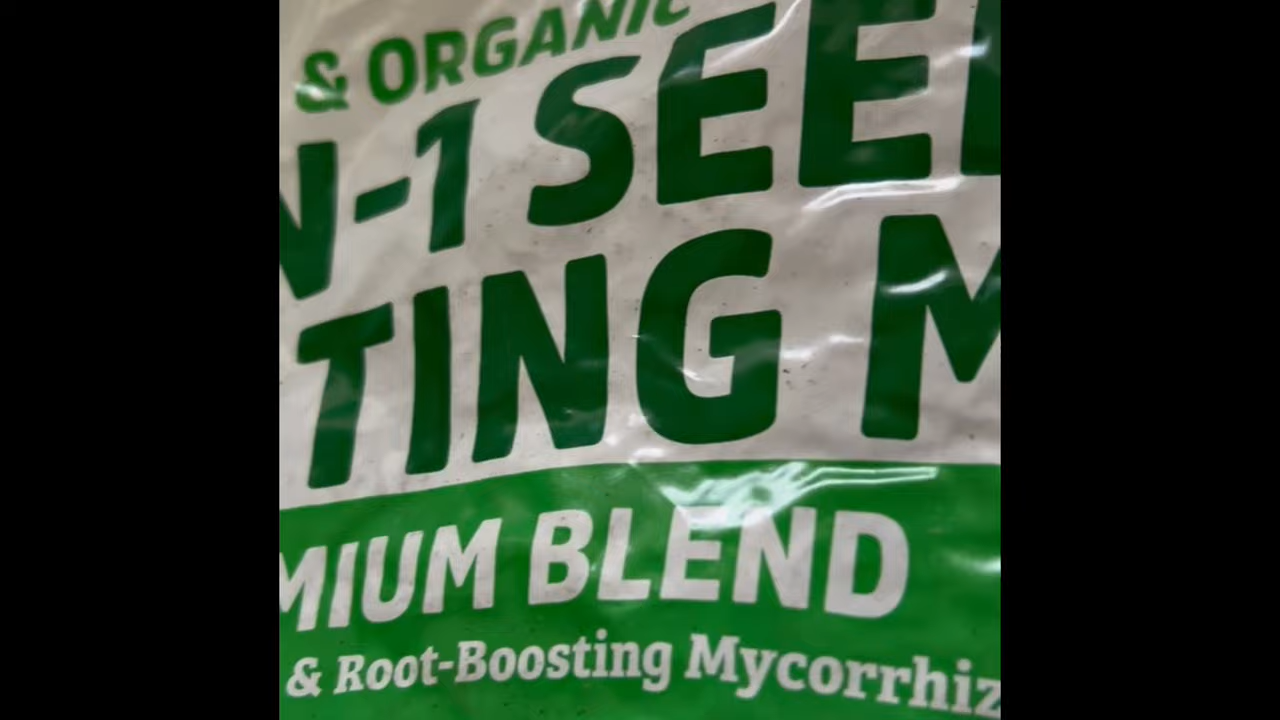 & ORGANIC
N-1 SEE
TING M
MIUM BLEND
& Root-Boosting Mycorrhiz